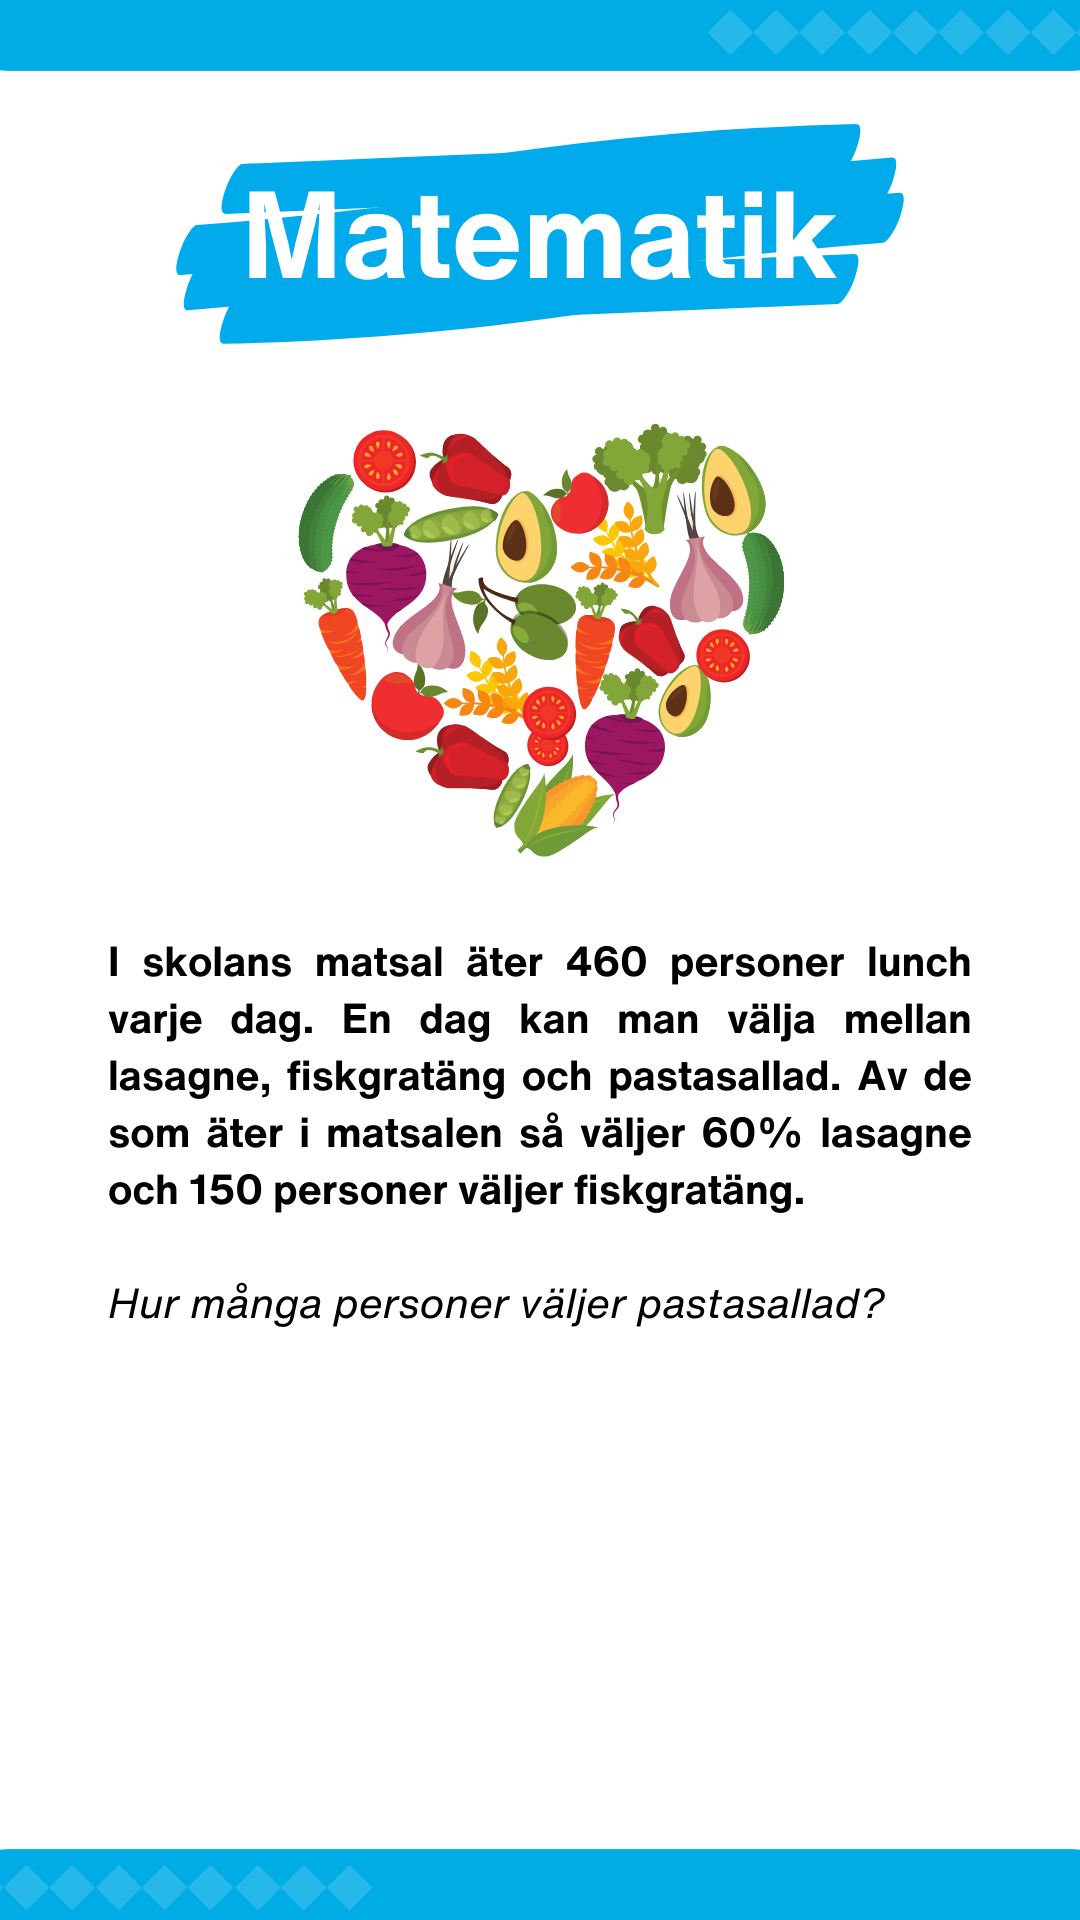 Matematik
I skolans matsal äter 460 personer lunch
varje dag. En dag kan man välja mellan
lasagne, fiskgratäng och pastasallad. Av de
som äter i matsalen så väljer 60% lasagne
och 150 personer väljer fiskgratäng.
Hur många personer väljer pastasallad?